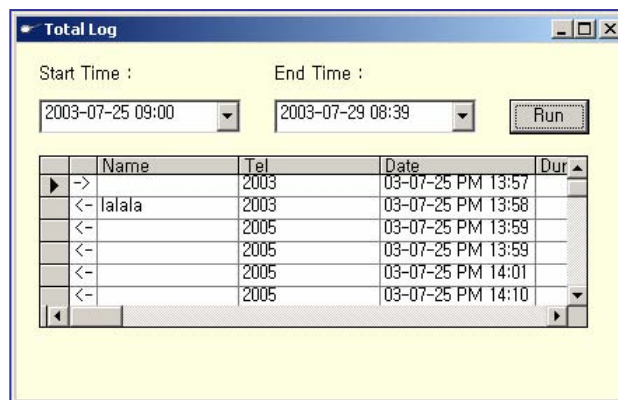 Total Log
Start Time : End Time :
2003-07-25 09:00 2003-07-29 08:39 Run
Name Tel Date Dur
-> 2003 03-07-25 PM 13:57
<- lalala 2003 03-07-25 PM 13:58
<- 2005 03-07-25 PM 13:59
<- 2005 03-07-25 PM 13:59
<- 2005 03-07-25 PM 14:01
<- 2005 03-07-25 PM 14:10